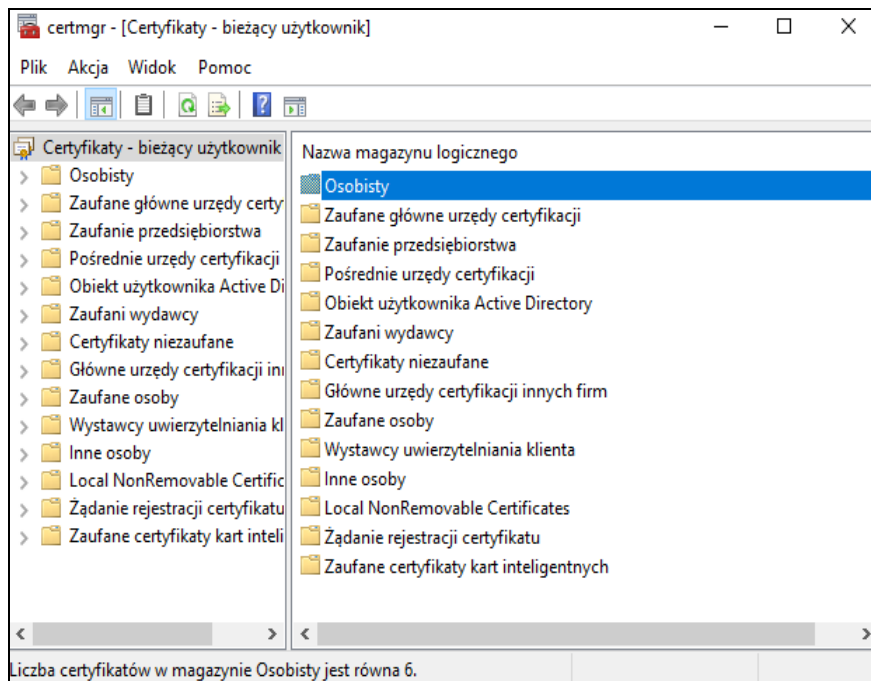 certmgr - [Certyfikaty - bieżący użytkownik]
Plik Akcja Widok Pomoc
Certyfikaty - bieżący użytkownik
Osobisty
Zaufane główne urzędy certy
Zaufanie przedsiębiorstwa
Pośrednie urzędy certyfikacji
Obiekt użytkownika Active Di
Zaufani wydawcy
Certyfikaty niezaufane
Główne urzędy certyfikacji inn
Zaufane osoby
Wystawcy uwierzytelniania kl
Inne osoby
Local NonRemovable Certific
Żądanie rejestracji certyfikatu
Zaufane certyfikaty kart inteli
Nazwa magazynu logicznego
Osobisty
Zaufane główne urzędy certyfikacji
Zaufanie przedsiębiorstwa
Pośrednie urzędy certyfikacji
Obiekt użytkownika Active Directory
Zaufani wydawcy
Certyfikaty niezaufane
Główne urzędy certyfikacji innych firm
Zaufane osoby
Wystawcy uwierzytelniania klienta
Inne osoby
Local NonRemovable Certificates
Żądanie rejestracji certyfikatu
Zaufane certyfikaty kart inteligentnych
Liczba certyfikatów w magazynie Osobisty jest równa 6.